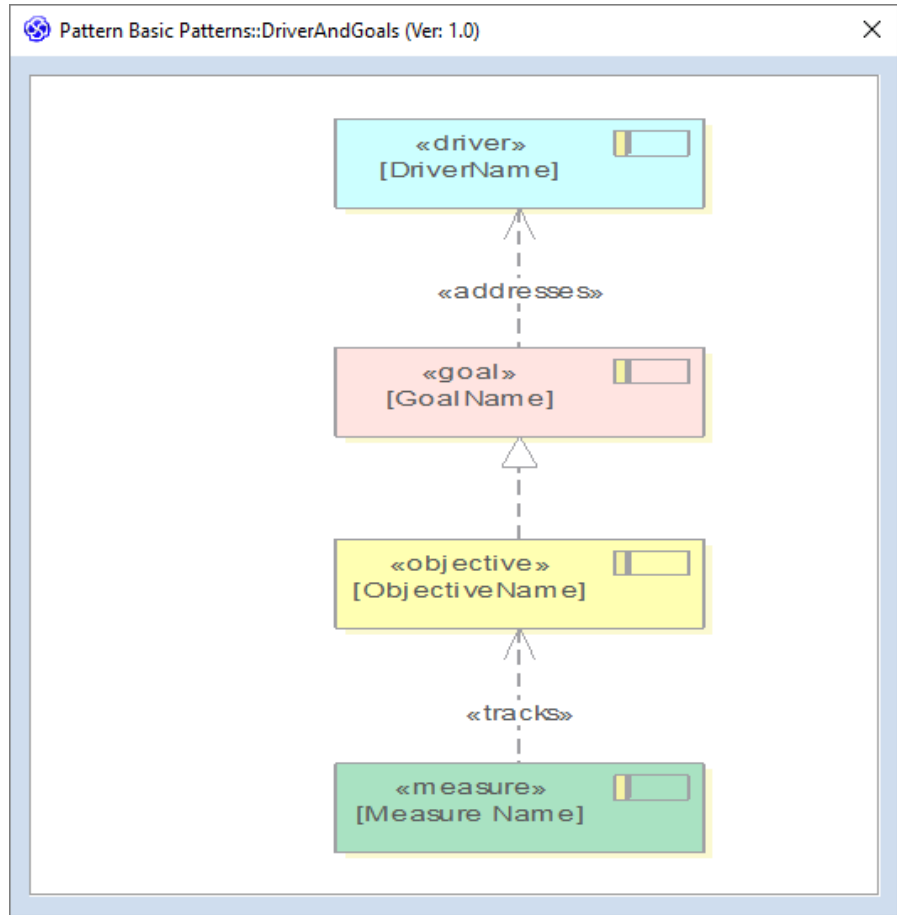 Pattern Basic Patterns::DriverAndGoals (Ver: 1.0)
«driver»
[DriverName]
«addresses»
«goal»
[GoalName]
«objective»
[ObjectiveName]
«tracks»
«measure»
[Measure Name]